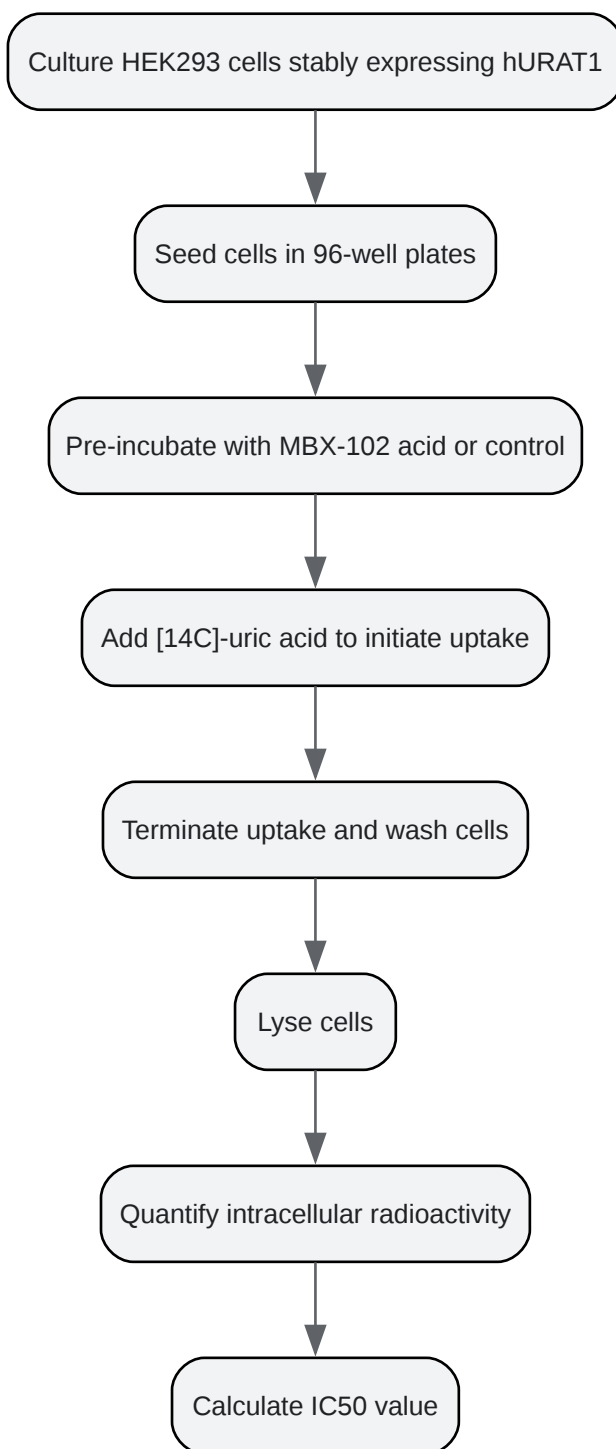 Culture HEK293 cells stably expressing hURAT1
Seed cells in 96-well plates
Pre-incubate with MBX-102 acid or control
Add [14C]-uric acid to initiate uptake
Terminate uptake and wash cells
Lyse cells
Quantify intracellular radioactivity
Calculate IC50 value